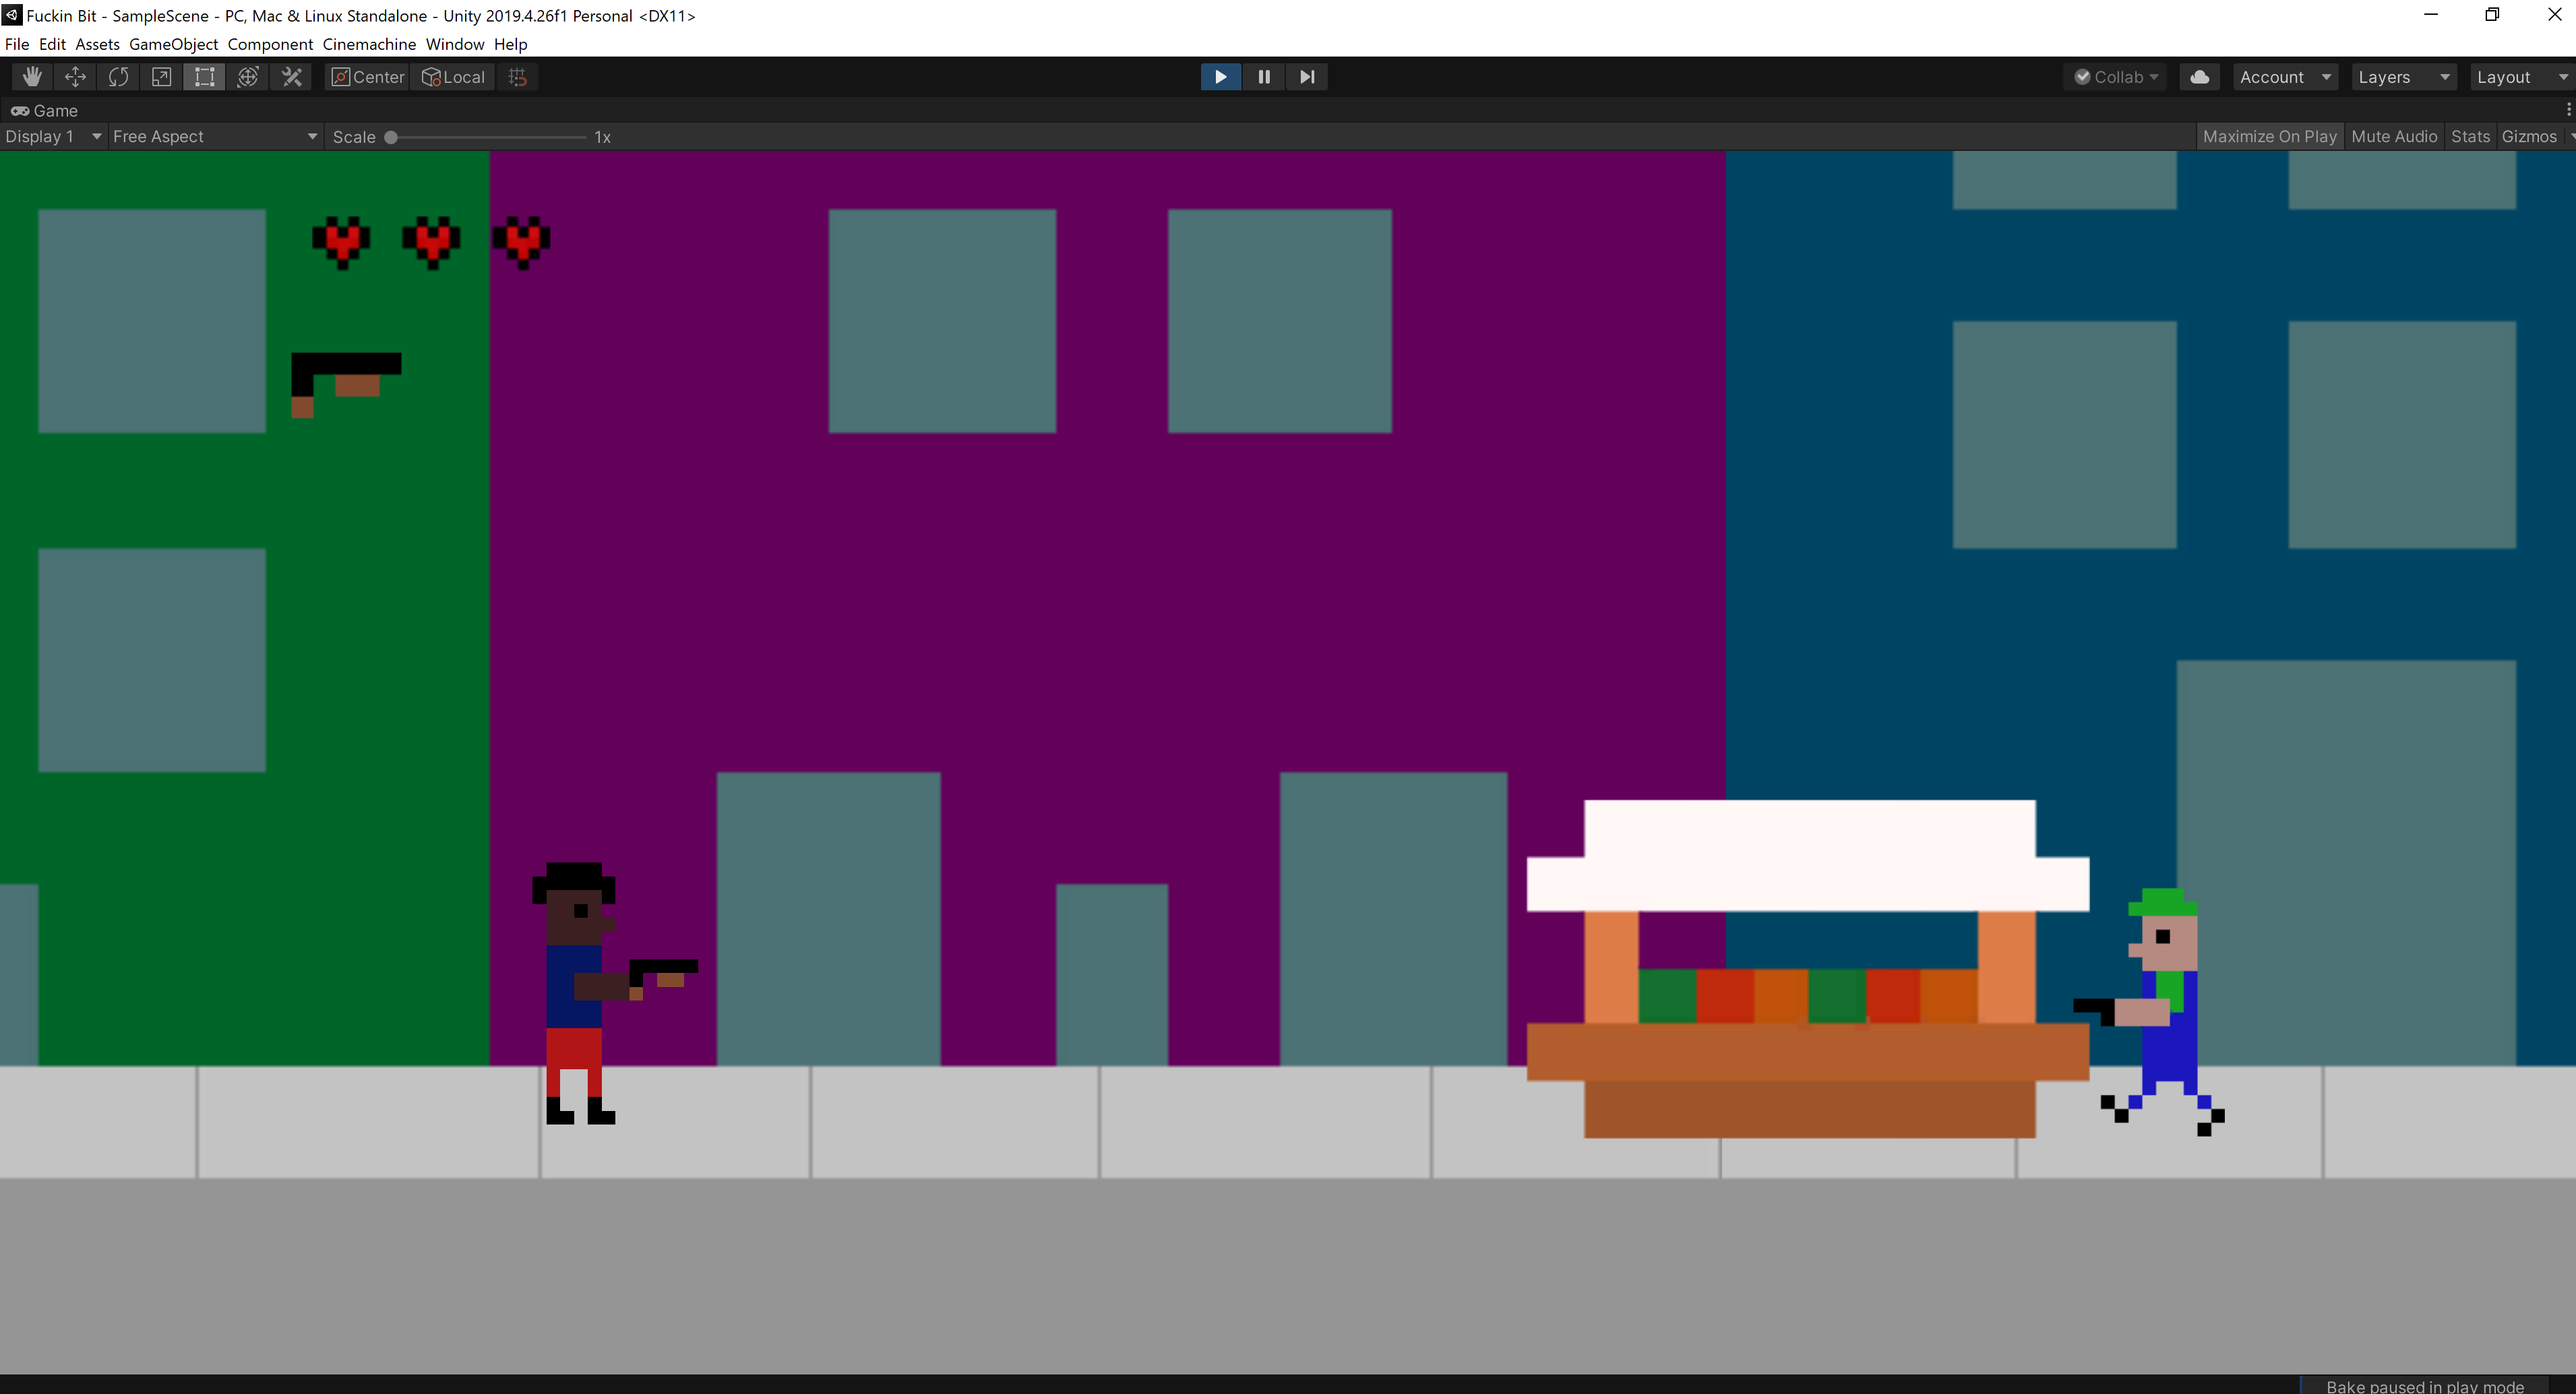 Fuckin Bit - SampleScene - PC, Mac & Linux Standalone - Unity 2019.4.26f1 Personal <DX11>
File Edit Assets GameObject Component Cinemachine Window Help
Center Local Collab Account Layers Layout
Game
Display 1 Free Aspect Scale 1x Maximize On Play Mute Audio Stats Gizmos
Bake paused in play mode